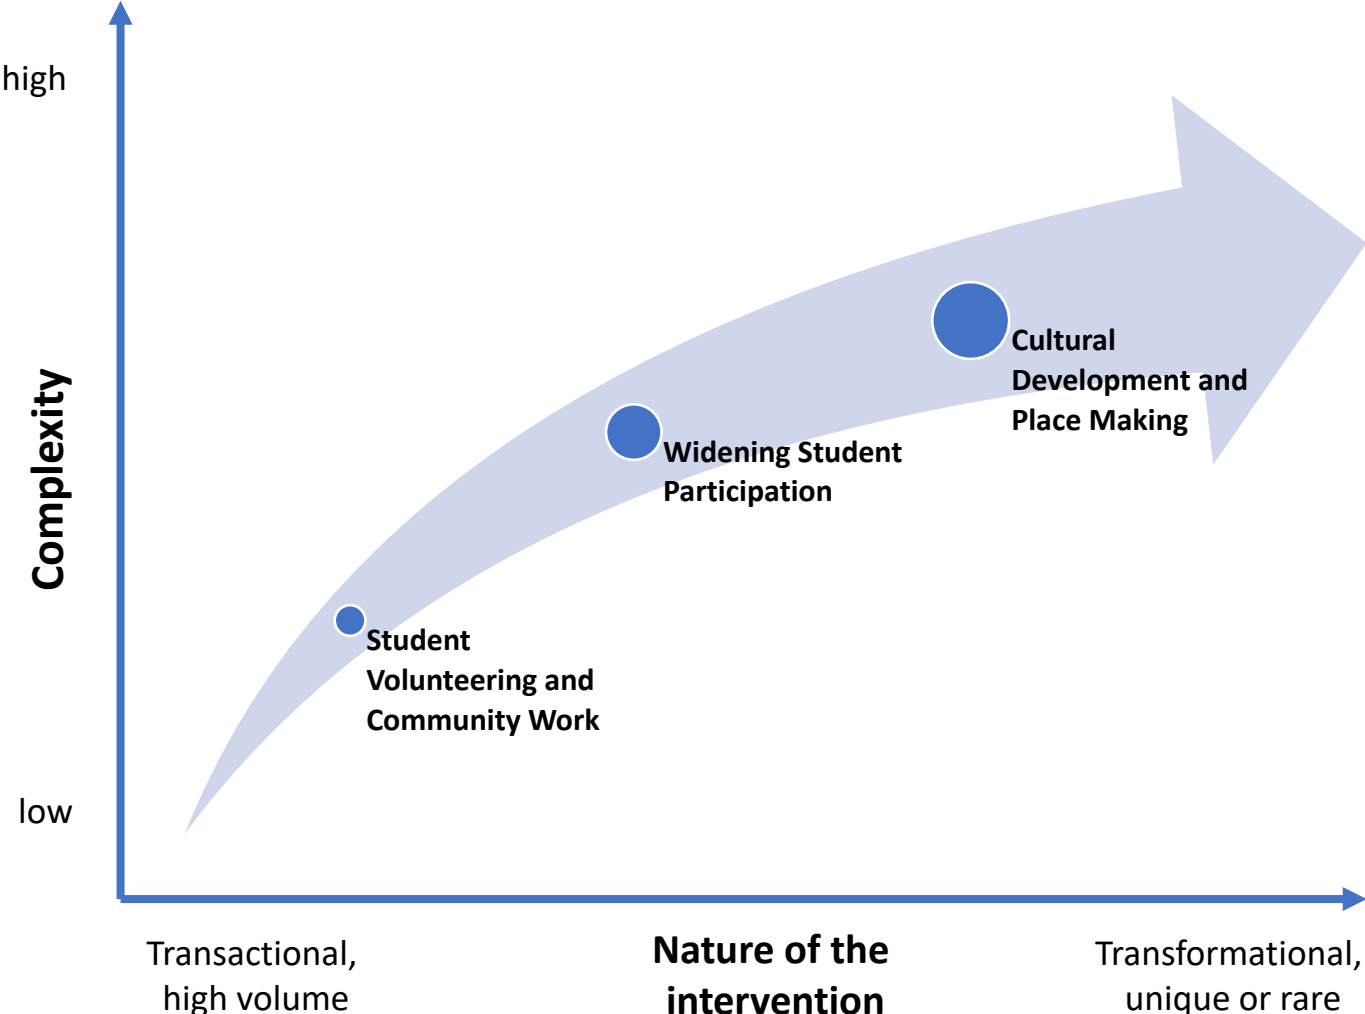 high
Cultural
Development and
Place Making
Widening Student
Participation
Complexity
Student
Volunteering and
Community Work
low
Transactional,
high volume
Nature of the
intervention
Transformational,
unique or rare